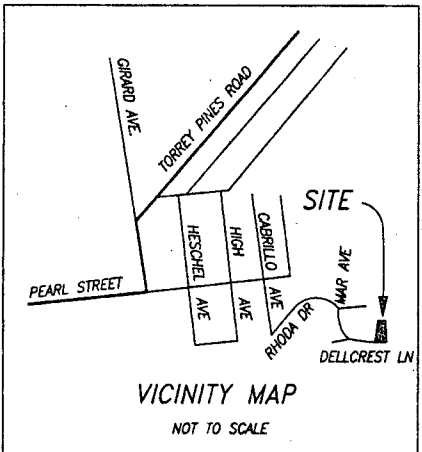 GIRARD AVE.
TORREY PINES ROAD
SITE
HESCHEL AVE
HIGH AVE
CABRILLO AVE
MAR AVE
PEARL STREET
RHODA DR
DELLCREST LN
VICINITY MAP
NOT TO SCALE